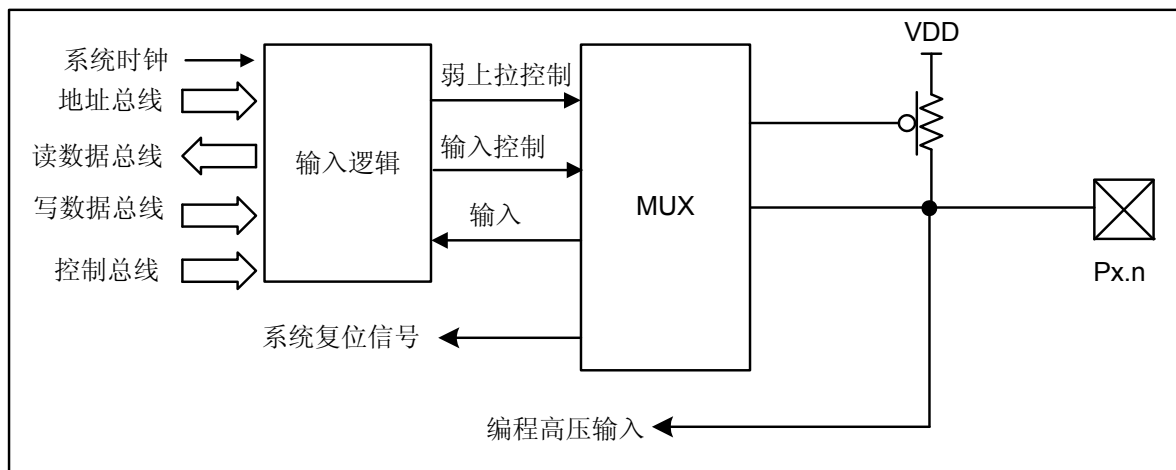 系统时钟
地址总线
读数据总线
写数据总线
控制总线
输入逻辑
弱上拉控制
输入控制
输入
系统复位信号
MUX
VDD
Px.n
编程高压输入